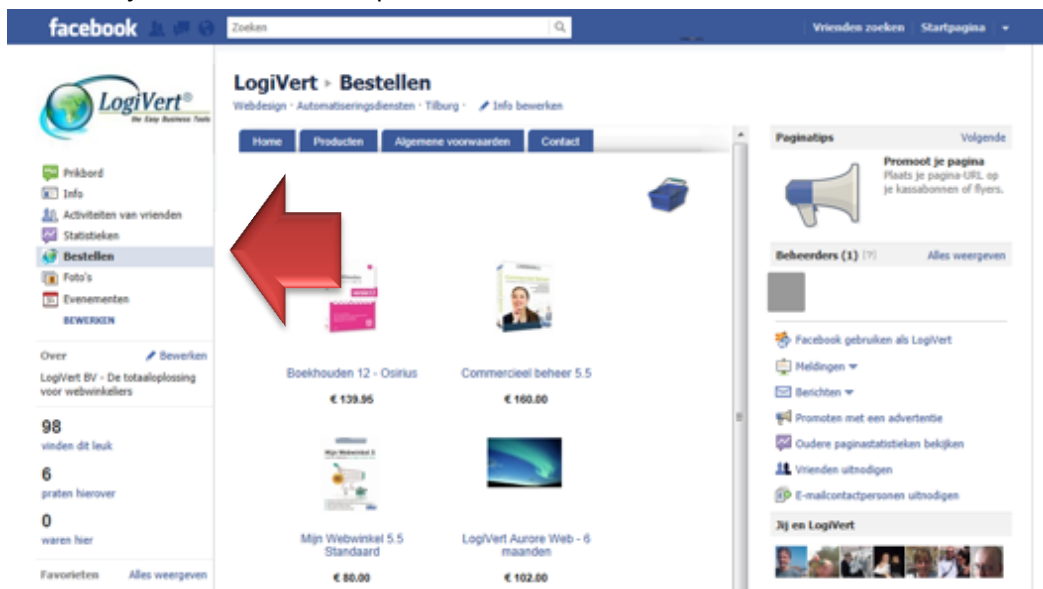 facebook
Zoeken
Vrienden zoeken
Startpagina
LogiVert®
the Easy Business Tools
Prikbord
Info
Activiteiten van vrienden
Statistieken
Bestellen
Foto's
Evenementen
BEWERKEN
Over
Bewerken
LogiVert BV - De totaaloplossing
voor webwinkeliers
98
vinden dit leuk
6
praten hierover
0
waren hier
Favorieten
Alles weergeven
LogiVert ▸ Bestellen
Webdesign · Automatiseringsdiensten · Tilburg · Info bewerken
Home
Producten
Algemene voorwaarden
Contact
Boekhouden 12 - Osirius
€ 139.95
Commercieel beheer 5.5
€ 160.00
Mijn Webwinkel 5
Mijn Webwinkel 5.5
Standaard
€ 80.00
LogiVert Aurore Web - 6
maanden
€ 102.00
Paginatips
Volgende
Promoot je pagina
Plaats je pagina-URL op
je kassabonnen of flyers.
Beheerders (1) [?]
Alles weergeven
Facebook gebruiken als LogiVert
Meldingen
Berichten
Promoten met een advertentie
Oudere paginastatistieken bekijken
Vrienden uitnodigen
E-mailcontactpersonen uitnodigen
Jij en LogiVert